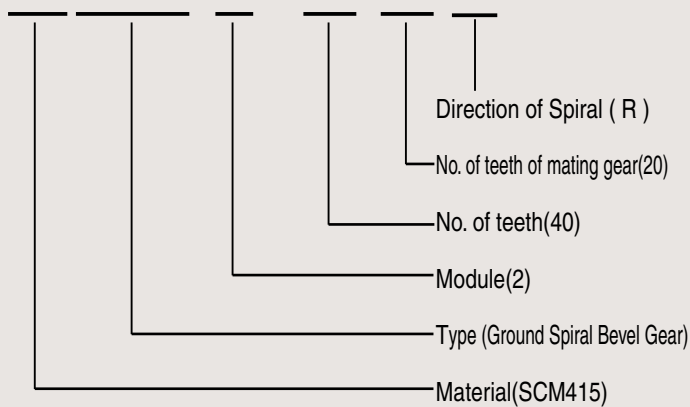 Direction of Spiral ( R )
No. of teeth of mating gear(20)
No. of teeth(40)
Module(2)
Type (Ground Spiral Bevel Gear)
Material(SCM415)